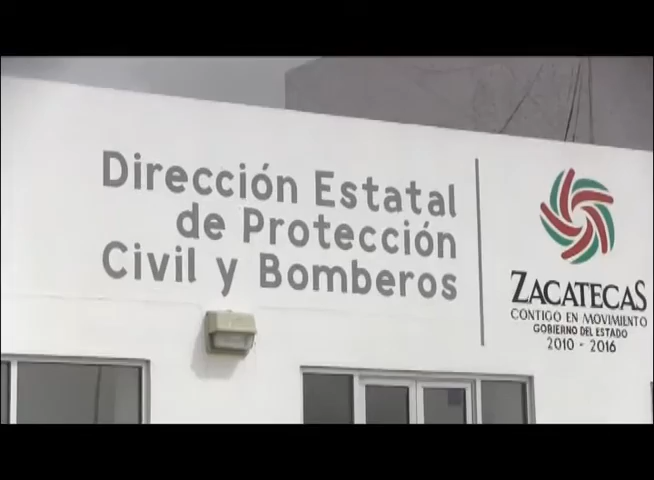 Dirección Estatal
de Protección
Civil y Bomberos
ZACATECAS
CONTIGO EN MOVIMIENTO
GOBIERNO DEL ESTADO
2010 - 2016